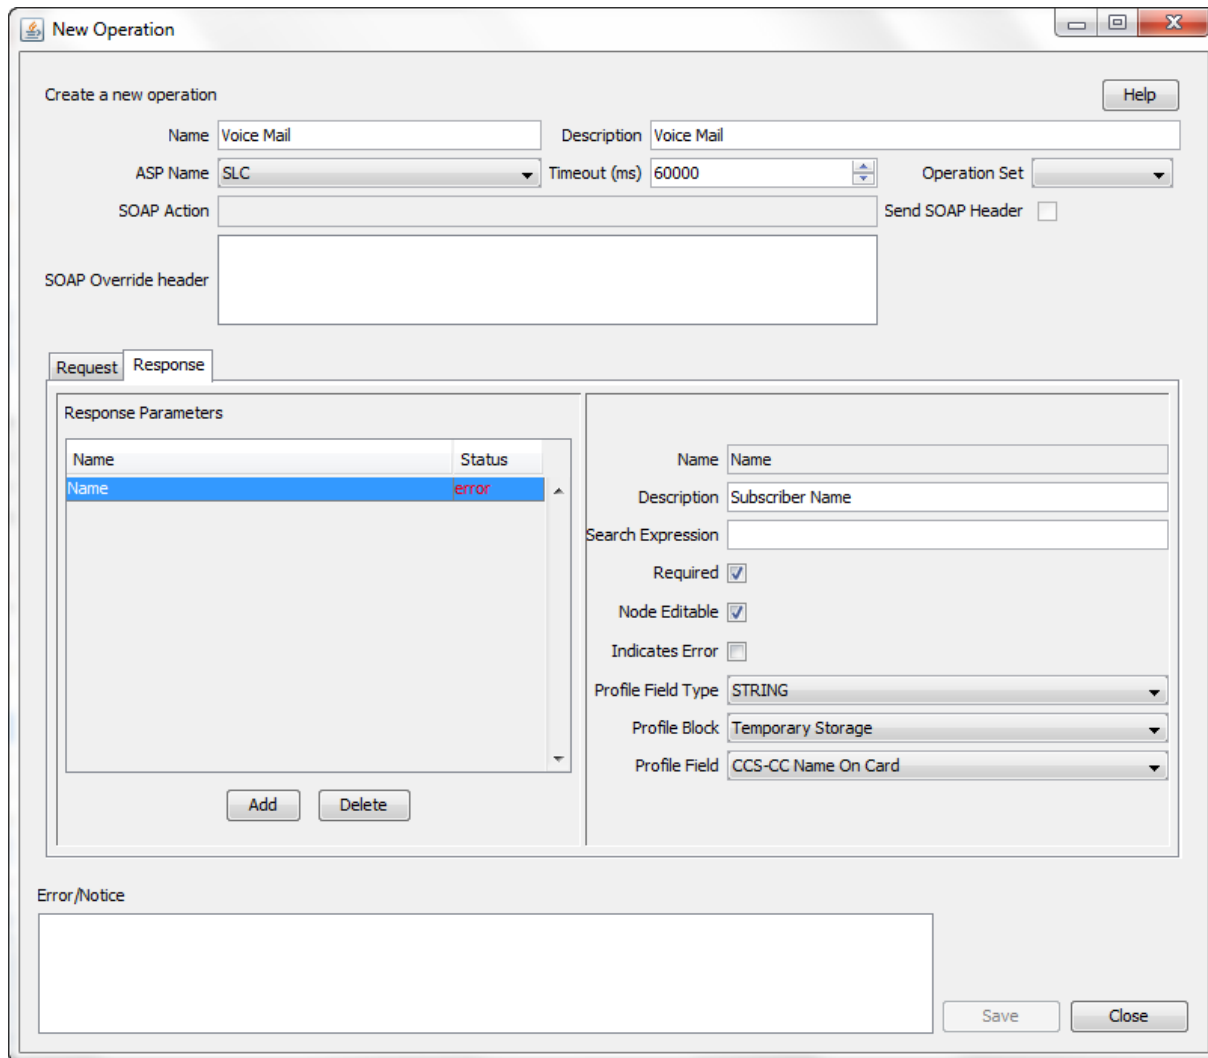 New Operation
Create a new operation
Help
Name Voice Mail Description Voice Mail
ASP Name SLC Timeout (ms) 60000 Operation Set
SOAP Action Send SOAP Header
SOAP Override header
Request Response
Response Parameters
Name Status
Name error
Name Name
Description Subscriber Name
Search Expression
Required
Node Editable
Indicates Error
Profile Field Type STRING
Profile Block Temporary Storage
Profile Field CCS-CC Name On Card
Add Delete
Error/Notice
Save Close